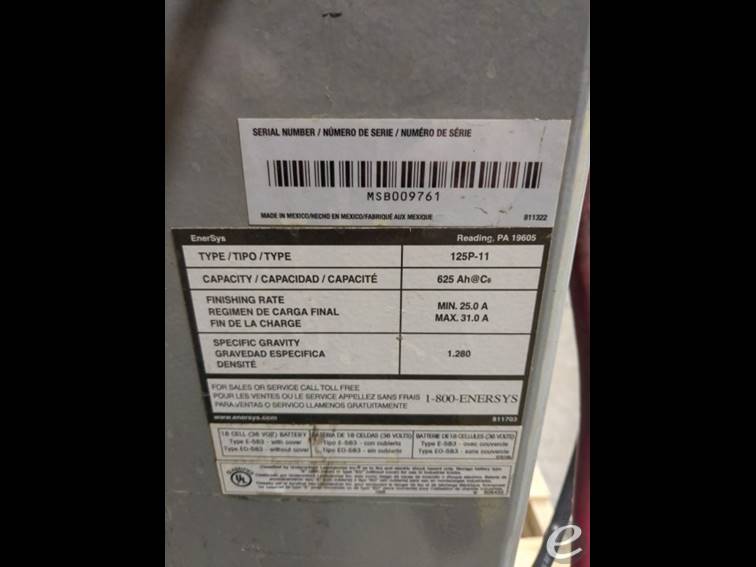 SERIAL NUMBER / NÚMERO DE SERIE / NUMÉRO DE SÉRIE
MSB009761
MADE IN MEXICO/HECHO EN MEXICO/FABRIQUÉ AUX MEXIQUE 811322
EnerSys Reading, PA 19605
TYPE / TIPO / TYPE 125P-11
CAPACITY / CAPACIDAD / CAPACITÉ 625 Ah@C6
FINISHING RATE
REGIMEN DE CARGA FINAL
FIN DE LA CHARGE
MIN. 25.0 A
MAX. 31.0 A
SPECIFIC GRAVITY
GRAVEDAD ESPECIFICA
DENSITÉ
1.280
FOR SALES OR SERVICE CALL TOLL FREE
POUR LES VENTES OU LE SERVICE APPELEZ SANS FRAIS
PARA VENTAS O SERVICIO LLAMENOS GRATUITAMENTE
1-800-ENERSYS
www.enersys.com 811703
18 CELL (36 VOLT) BATTERY
Type E-583 - with cover
Type EO-583 - without cover
BATERIA DE 18 CELDAS (36 VOLTS)
Tipo E-583 - con cubierta
Tipo EO-583 - sin cubierta
BATTERIE DE 18 CELLULES (36 VOLTS)
Type E-583 - avec couverture
Type EO-583 - sans couverture
UL
e